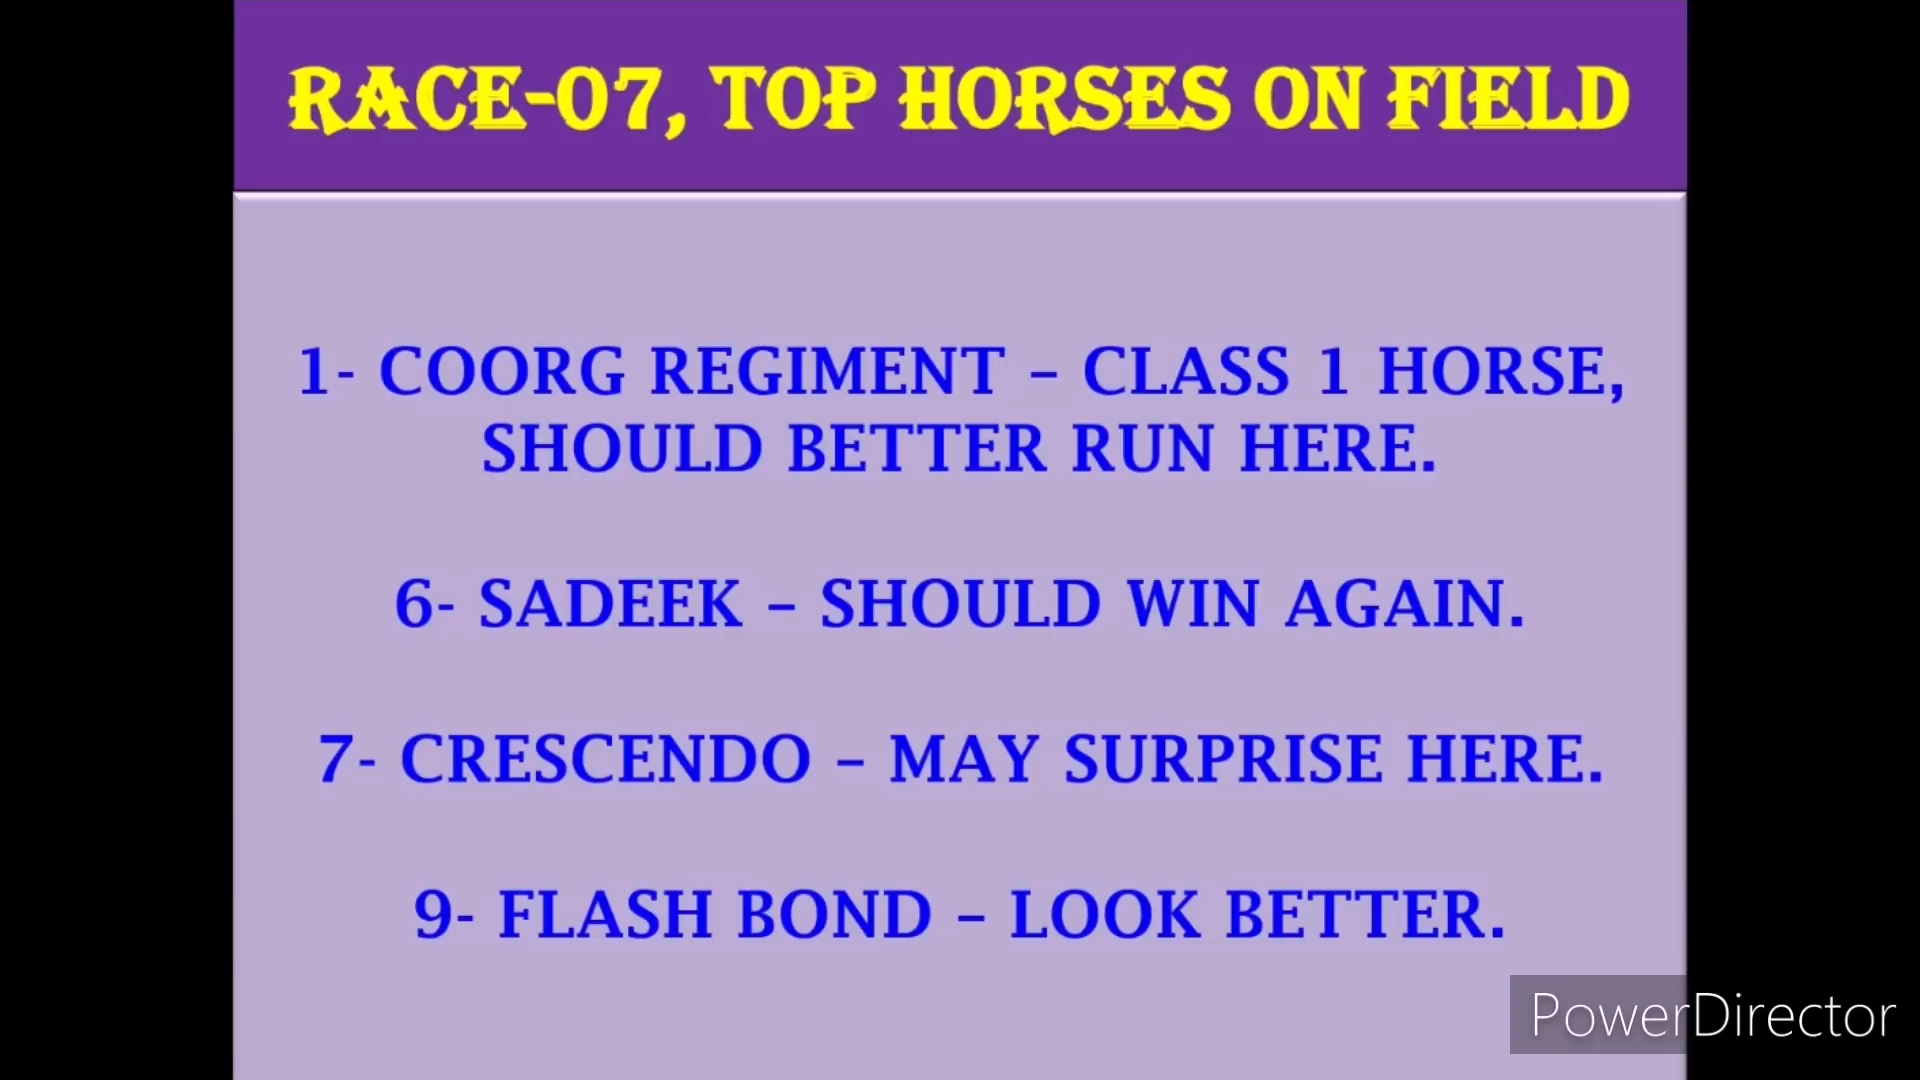 RACE-07, TOP HORSES ON FIELD
1- COORG REGIMENT – CLASS 1 HORSE,
SHOULD BETTER RUN HERE.
6- SADEEK – SHOULD WIN AGAIN.
7- CRESCENDO – MAY SURPRISE HERE.
9- FLASH BOND – LOOK BETTER.
PowerDirector